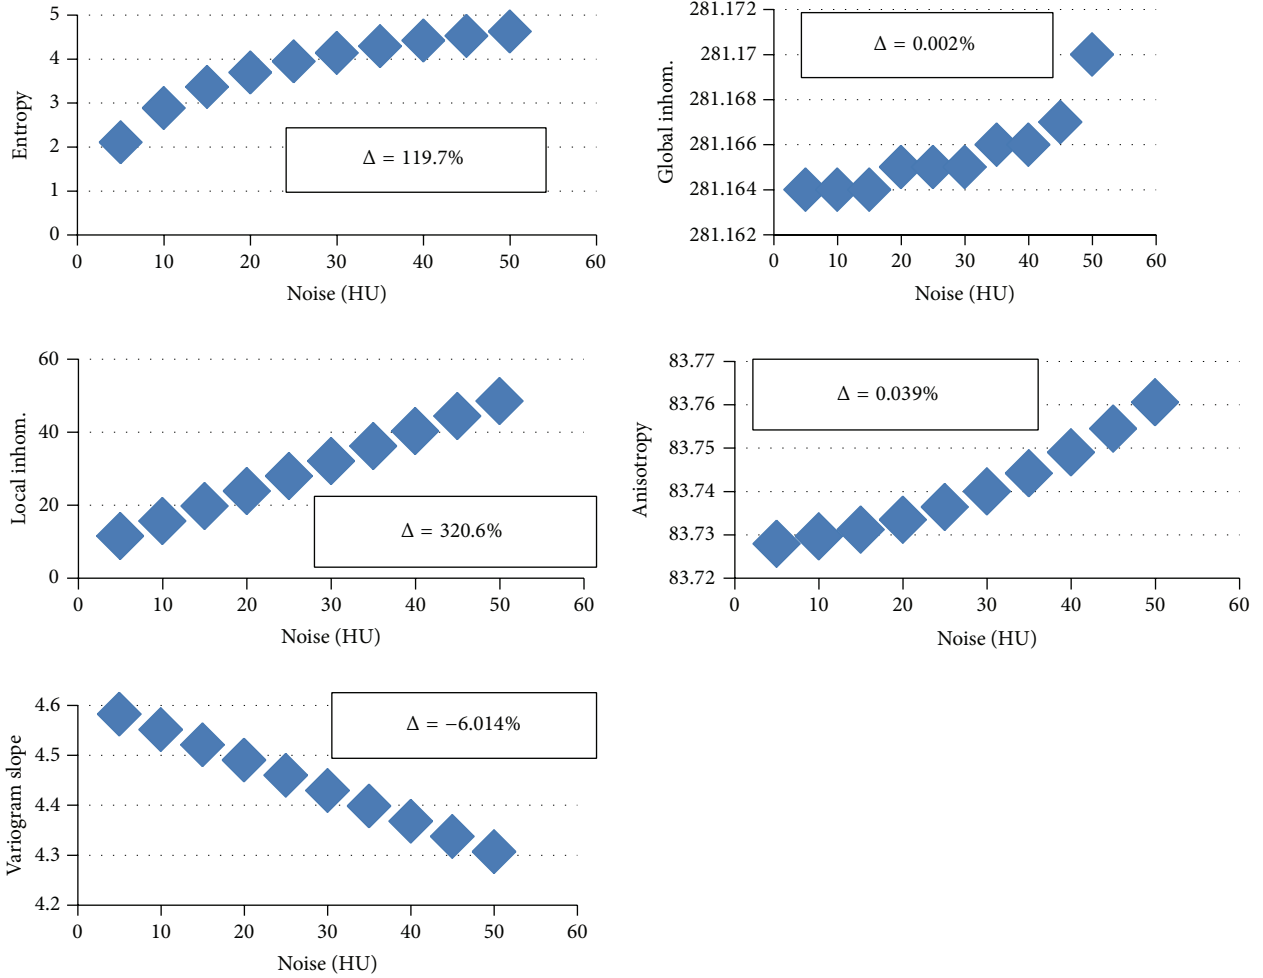 5
4
3
2
1
0
Entropy
Δ = 119.7%
0 10 20 30 40 50 60
Noise (HU)
281.172
281.17
281.168
281.166
281.164
281.162
Global inhom.
Δ = 0.002%
0 10 20 30 40 50 60
Noise (HU)
60
40
20
0
Local inhom.
Δ = 320.6%
0 10 20 30 40 50 60
Noise (HU)
83.77
83.76
83.75
83.74
83.73
83.72
Anisotropy
Δ = 0.039%
0 10 20 30 40 50 60
Noise (HU)
4.6
4.5
4.4
4.3
4.2
Variogram slope
Δ = −6.014%
0 10 20 30 40 50 60
Noise (HU)